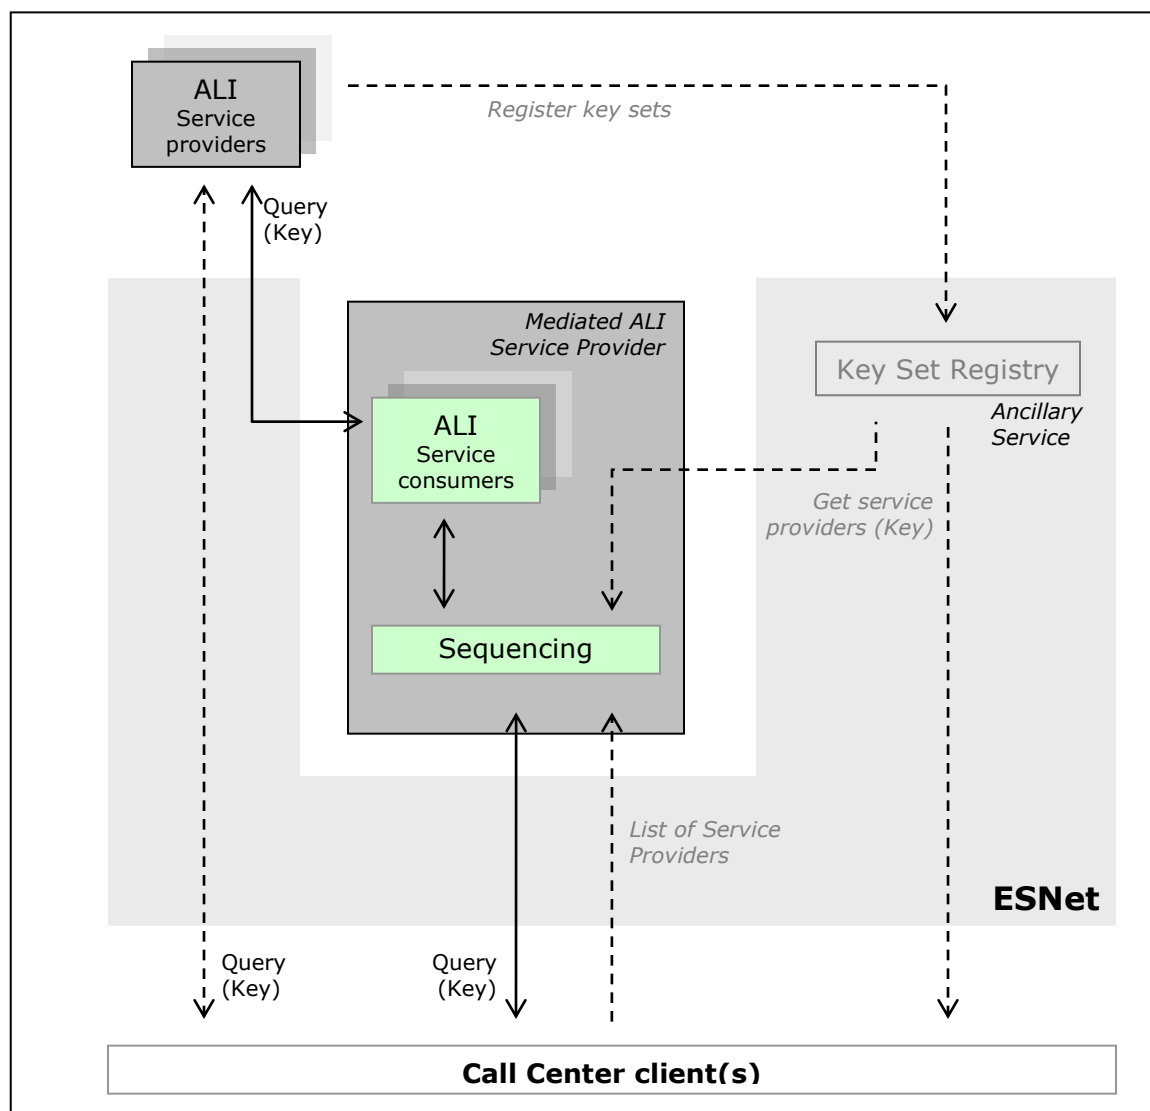 ALI
Service
providers
Register key sets
Query
(Key)
Mediated ALI
Service Provider
Key Set Registry
Ancillary
Service
ALI
Service
consumers
Get service
providers (Key)
Sequencing
List of Service
Providers
ESNet
Query
(Key)
Query
(Key)
Call Center client(s)